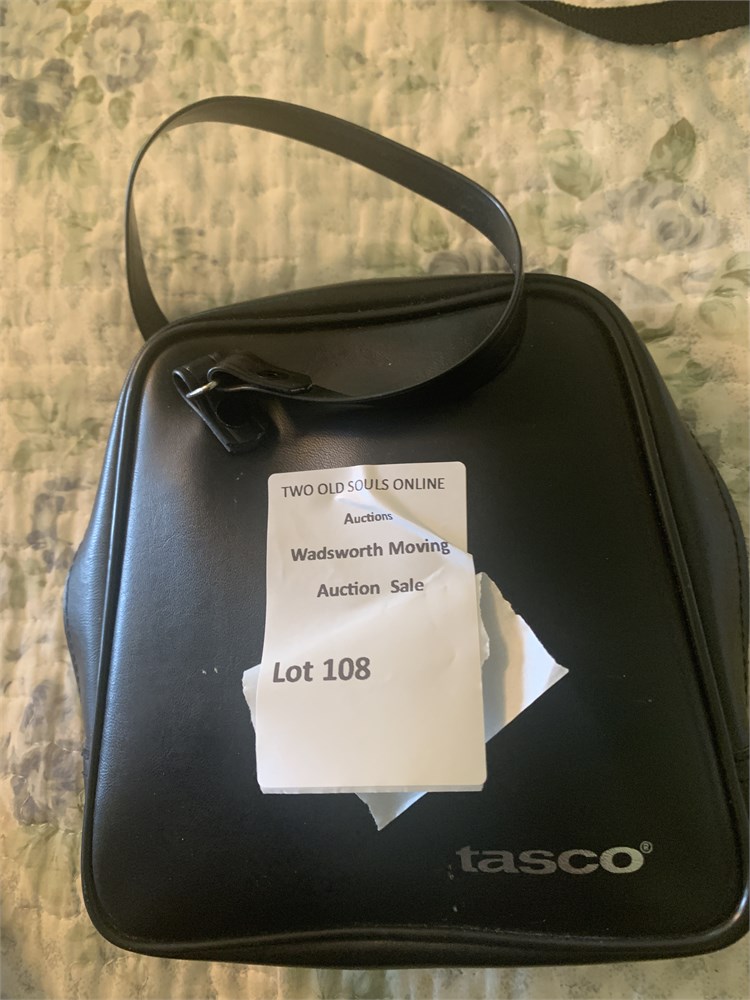 TWO OLD SOULS ONLINE
Auctions
Wadsworth Moving
Auction Sale
Lot 108
tasco®